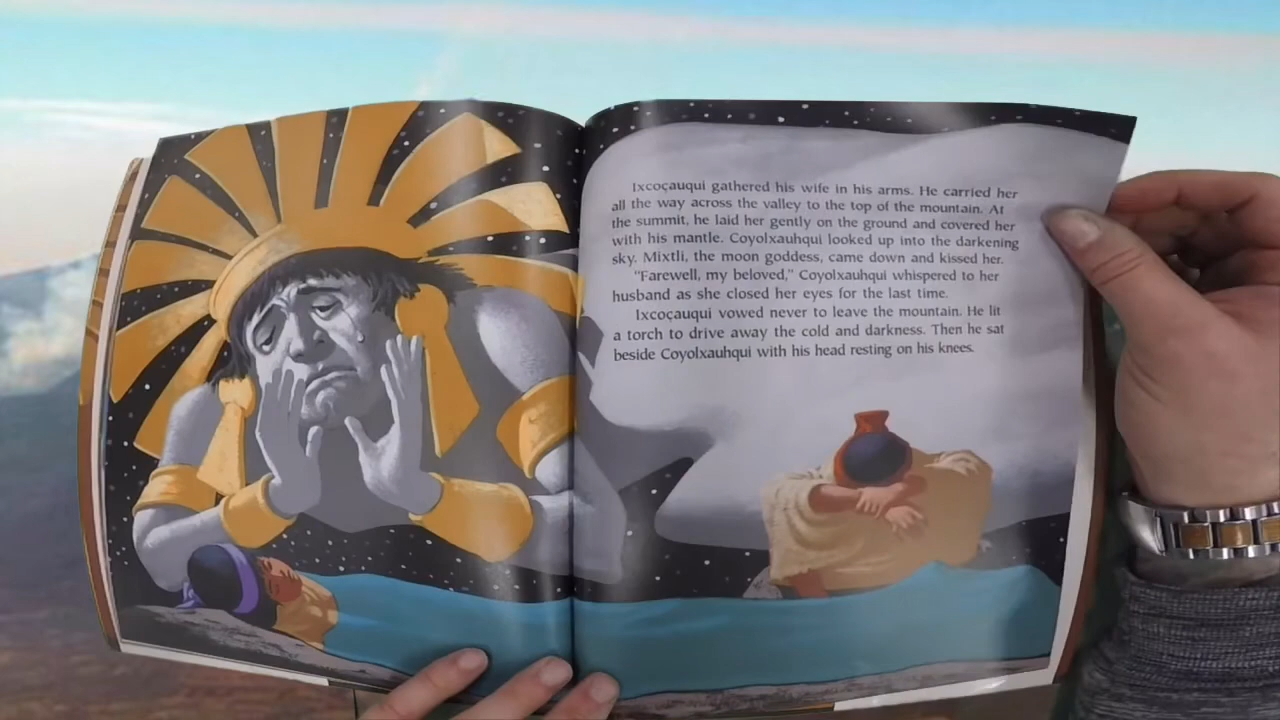 Ixcoçauqui gathered his wife in his arms. He carried her
all the way across the valley to the top of the mountain. At
the summit, he laid her gently on the ground and covered her
with his mantle. Coyolxauhqui looked up into the darkening
sky. Mixtli, the moon goddess, came down and kissed her.
"Farewell, my beloved," Coyolxauhqui whispered to her
husband as she closed her eyes for the last time.
Ixcoçauqui vowed never to leave the mountain. He lit
a torch to drive away the cold and darkness. Then he sat
beside Coyolxauhqui with his head resting on his knees.